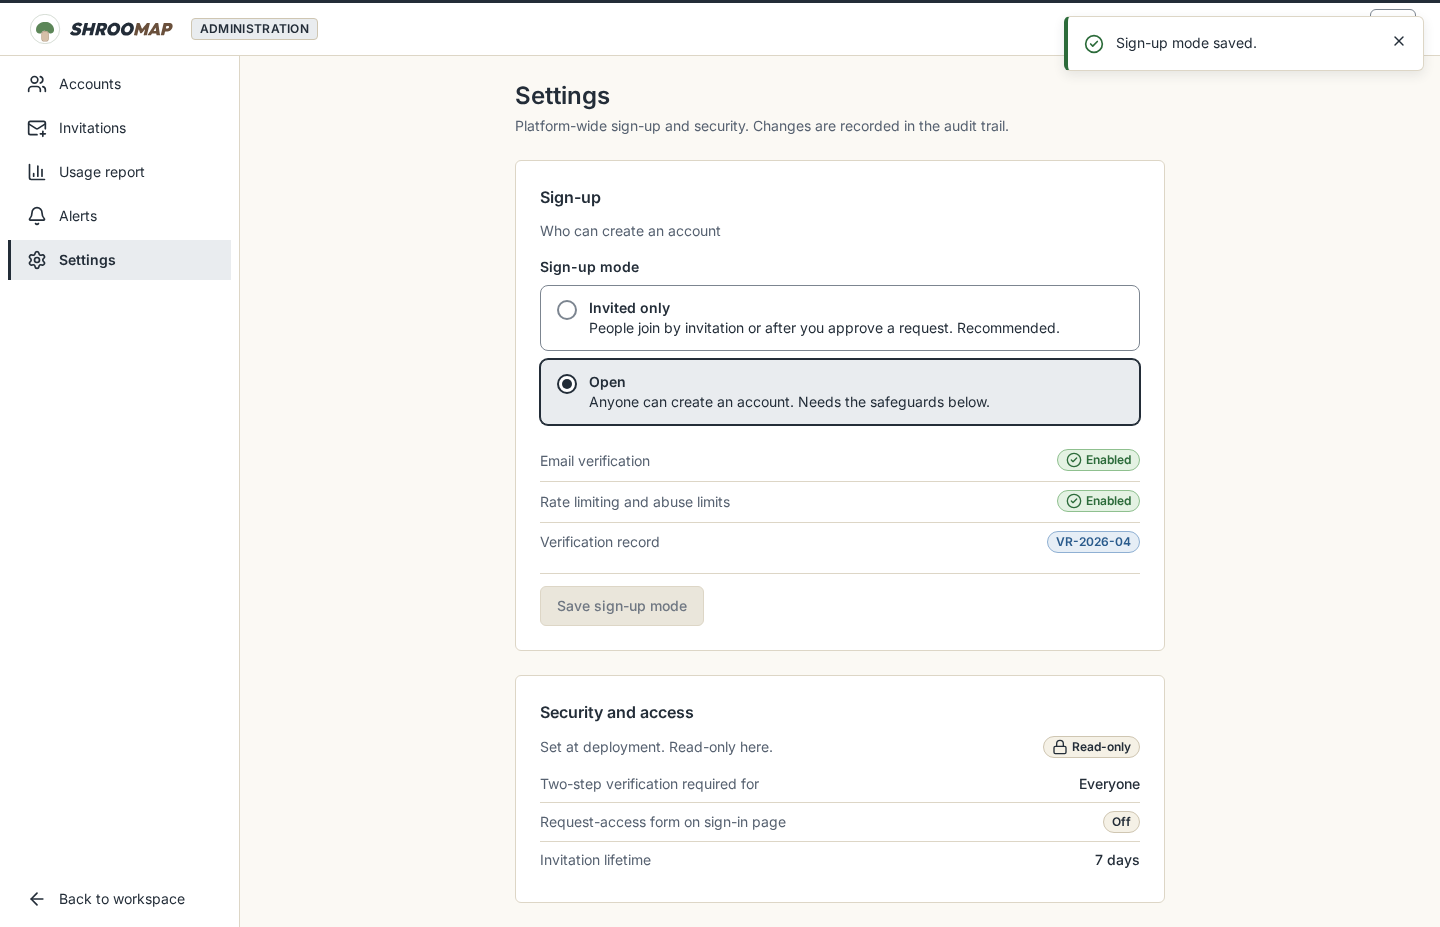 SHROOMAP
ADMINISTRATION
Sign-up mode saved.
Accounts
Invitations
Usage report
Alerts
Settings
Back to workspace
Settings
Platform-wide sign-up and security. Changes are recorded in the audit trail.
Sign-up
Who can create an account
Sign-up mode
Invited only
People join by invitation or after you approve a request. Recommended.
Open
Anyone can create an account. Needs the safeguards below.
Email verification Enabled
Rate limiting and abuse limits Enabled
Verification record VR-2026-04
Save sign-up mode
Security and access
Set at deployment. Read-only here. Read-only
Two-step verification required for Everyone
Request-access form on sign-in page Off
Invitation lifetime 7 days